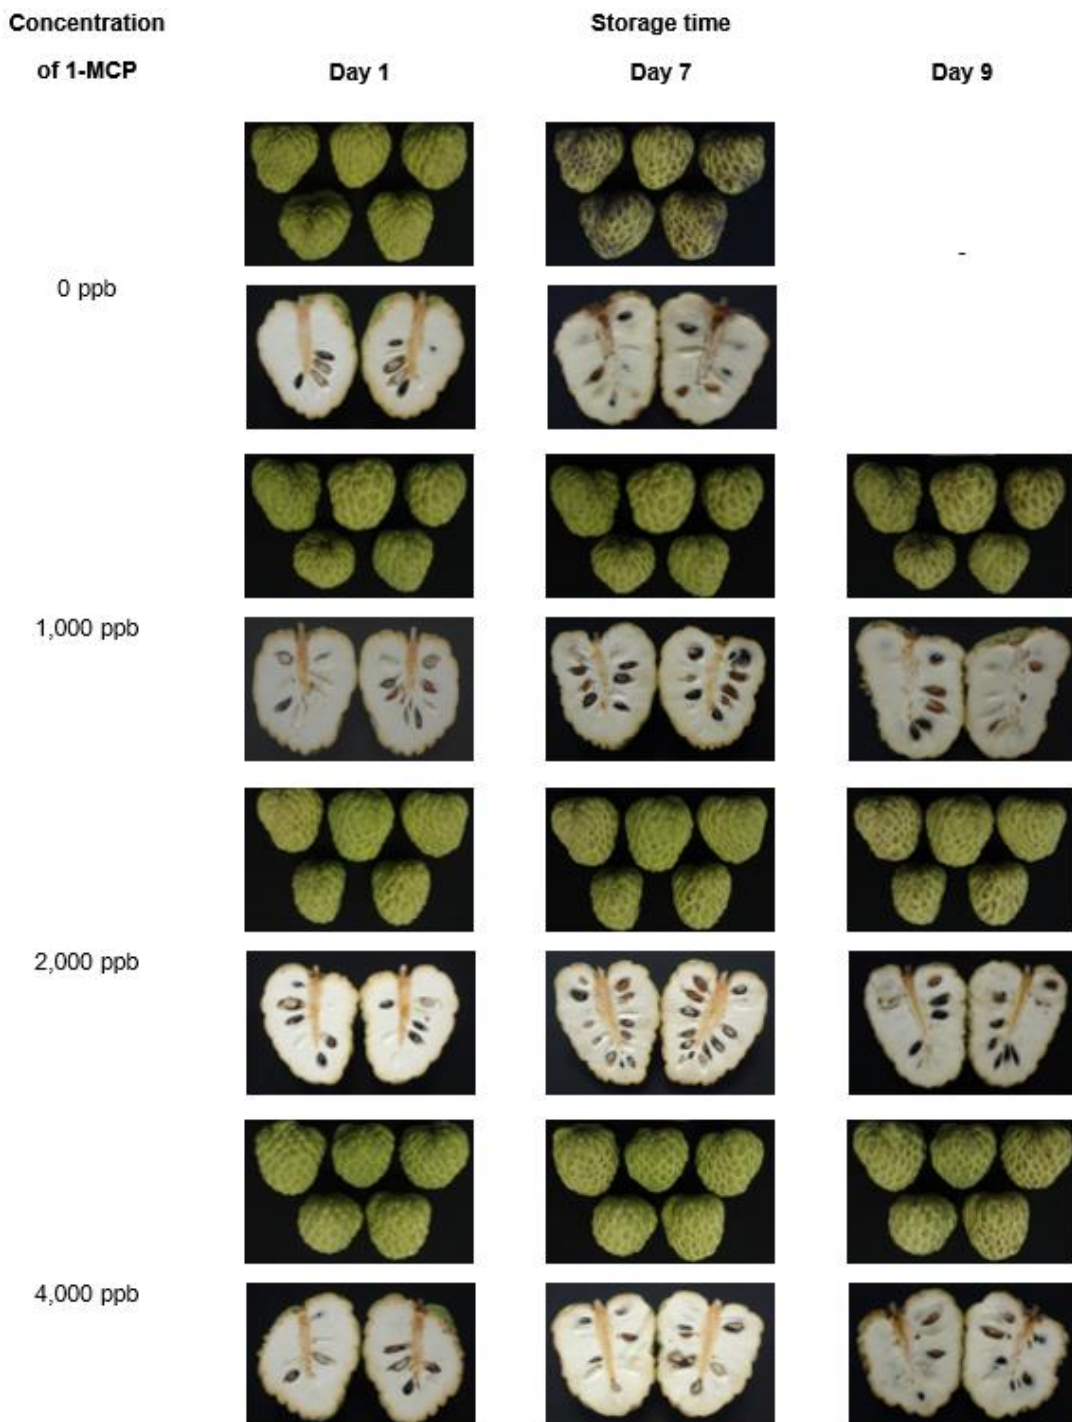 Concentration
of 1-MCP
Storage time
Day 1
Day 7
Day 9
-
0 ppb
1,000 ppb
2,000 ppb
4,000 ppb